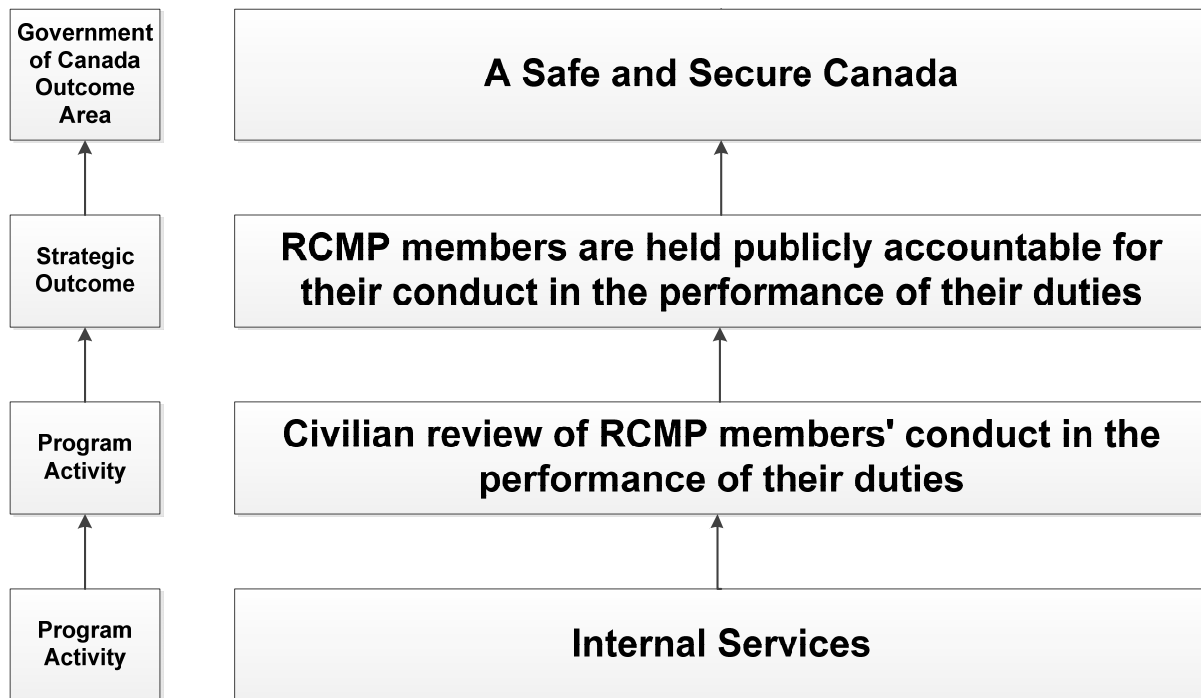 Government
of Canada
Outcome
Area
A Safe and Secure Canada
Strategic
Outcome
RCMP members are held publicly accountable for
their conduct in the performance of their duties
Program
Activity
Civilian review of RCMP members' conduct in the
performance of their duties
Program
Activity
Internal Services